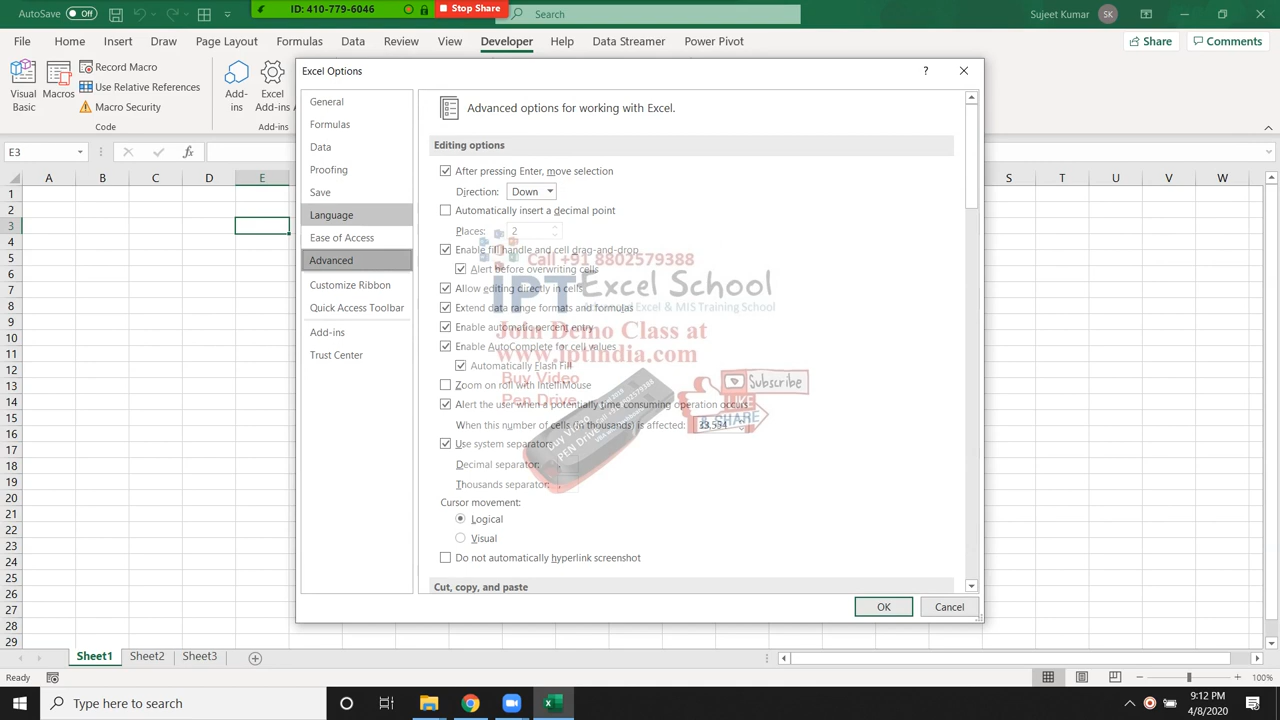 AutoSave Off
ID: 410-779-6046
Stop Share
Search
Sujeet Kumar
SK
File Home Insert Draw Page Layout Formulas Data Review View Developer Help Data Streamer Power Pivot
Share
Comments
Visual Basic
Macros
Record Macro
Use Relative References
Macro Security
Code
Add-ins
Excel Add-ins
Add-ins
Excel Options
?
E3
fx
General
Formulas
Data
Proofing
Save
Language
Ease of Access
Advanced
Customize Ribbon
Quick Access Toolbar
Add-ins
Trust Center
Advanced options for working with Excel.
Editing options
After pressing Enter, move selection
Direction: Down
Automatically insert a decimal point
Places: 2
Enable fill handle and cell drag-and-drop
Alert before overwriting cells
Allow editing directly in cells
Extend data range formats and formulas
Enable automatic percent entry
Enable AutoComplete for cell values
Automatically Flash Fill
Zoom on roll with IntelliMouse
Alert the user when a potentially time consuming operation occurs
When this number of cells (in thousands) is affected: 33,554
Use system separators
Decimal separator: .
Thousands separator: ,
Cursor movement:
Logical
Visual
Do not automatically hyperlink screenshot
Cut, copy, and paste
OK
Cancel
Call +91 8802579388
IPT Excel School
Advanced Excel & MIS Training School
Join Demo Class at
www.iptindia.com
Buy Video
Pen Drive
Buy Video
PEN Drive
Subscribe
LIKE
& SHARE
A B C D E S T U V W
1
2
3
4
5
6
7
8
9
10
11
12
13
14
15
16
17
18
19
20
21
22
23
24
25
26
27
28
29
Sheet1 Sheet2 Sheet3
Ready
100%
Type here to search
9:12 PM
4/8/2020